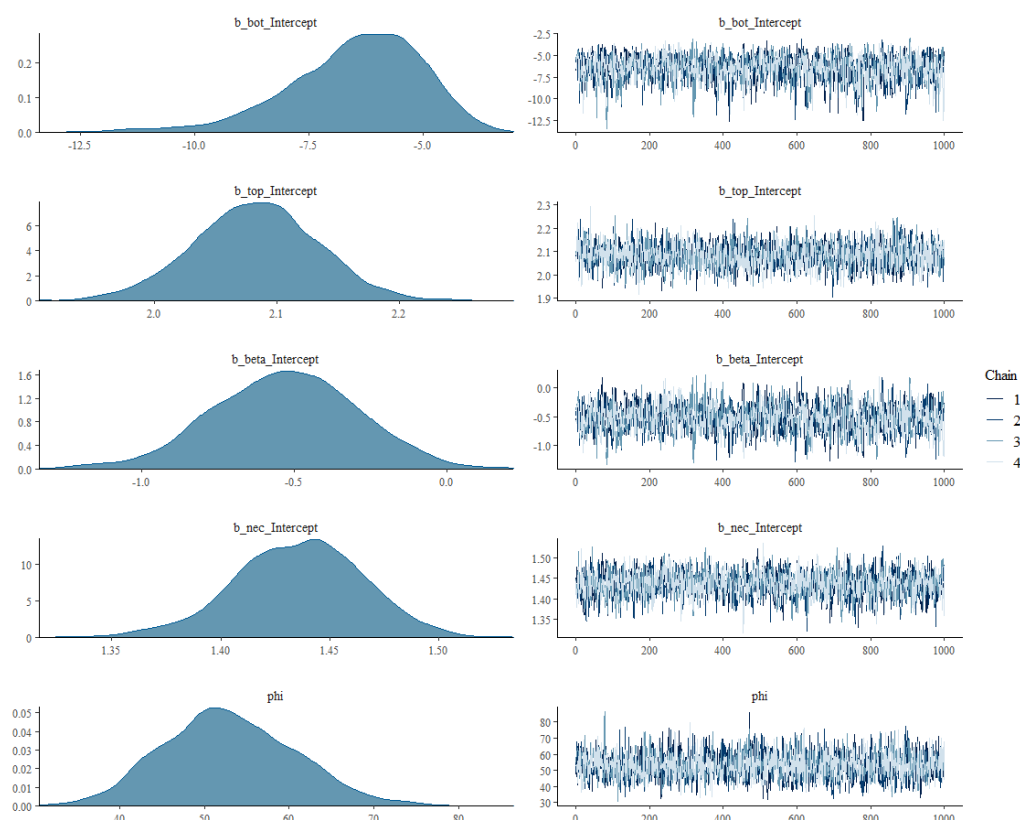 b_bot_Intercept
0.2
0.1
0.0
-12.5 -10.0 -7.5 -5.0
-2.5
-5.0
-7.5
-10.0
-12.5
0 200 400 600 800 1000
b_top_Intercept
6
4
2
0
2.0 2.1 2.2
b_top_Intercept
2.3
2.2
2.1
2.0
1.9
0 200 400 600 800 1000
b_beta_Intercept
1.6
1.2
0.8
0.4
0.0
-1.0 -0.5 0.0
b_beta_Intercept
0.0
-0.5
-1.0
0 200 400 600 800 1000
Chain
1
2
3
4
b_nec_Intercept
10
5
0
1.35 1.40 1.45 1.50
b_nec_Intercept
1.50
1.45
1.40
1.35
0 200 400 600 800 1000
phi
0.05
0.04
0.03
0.02
0.01
0.00
40 50 60 70 80
phi
80
70
60
50
40
30
0 200 400 600 800 1000